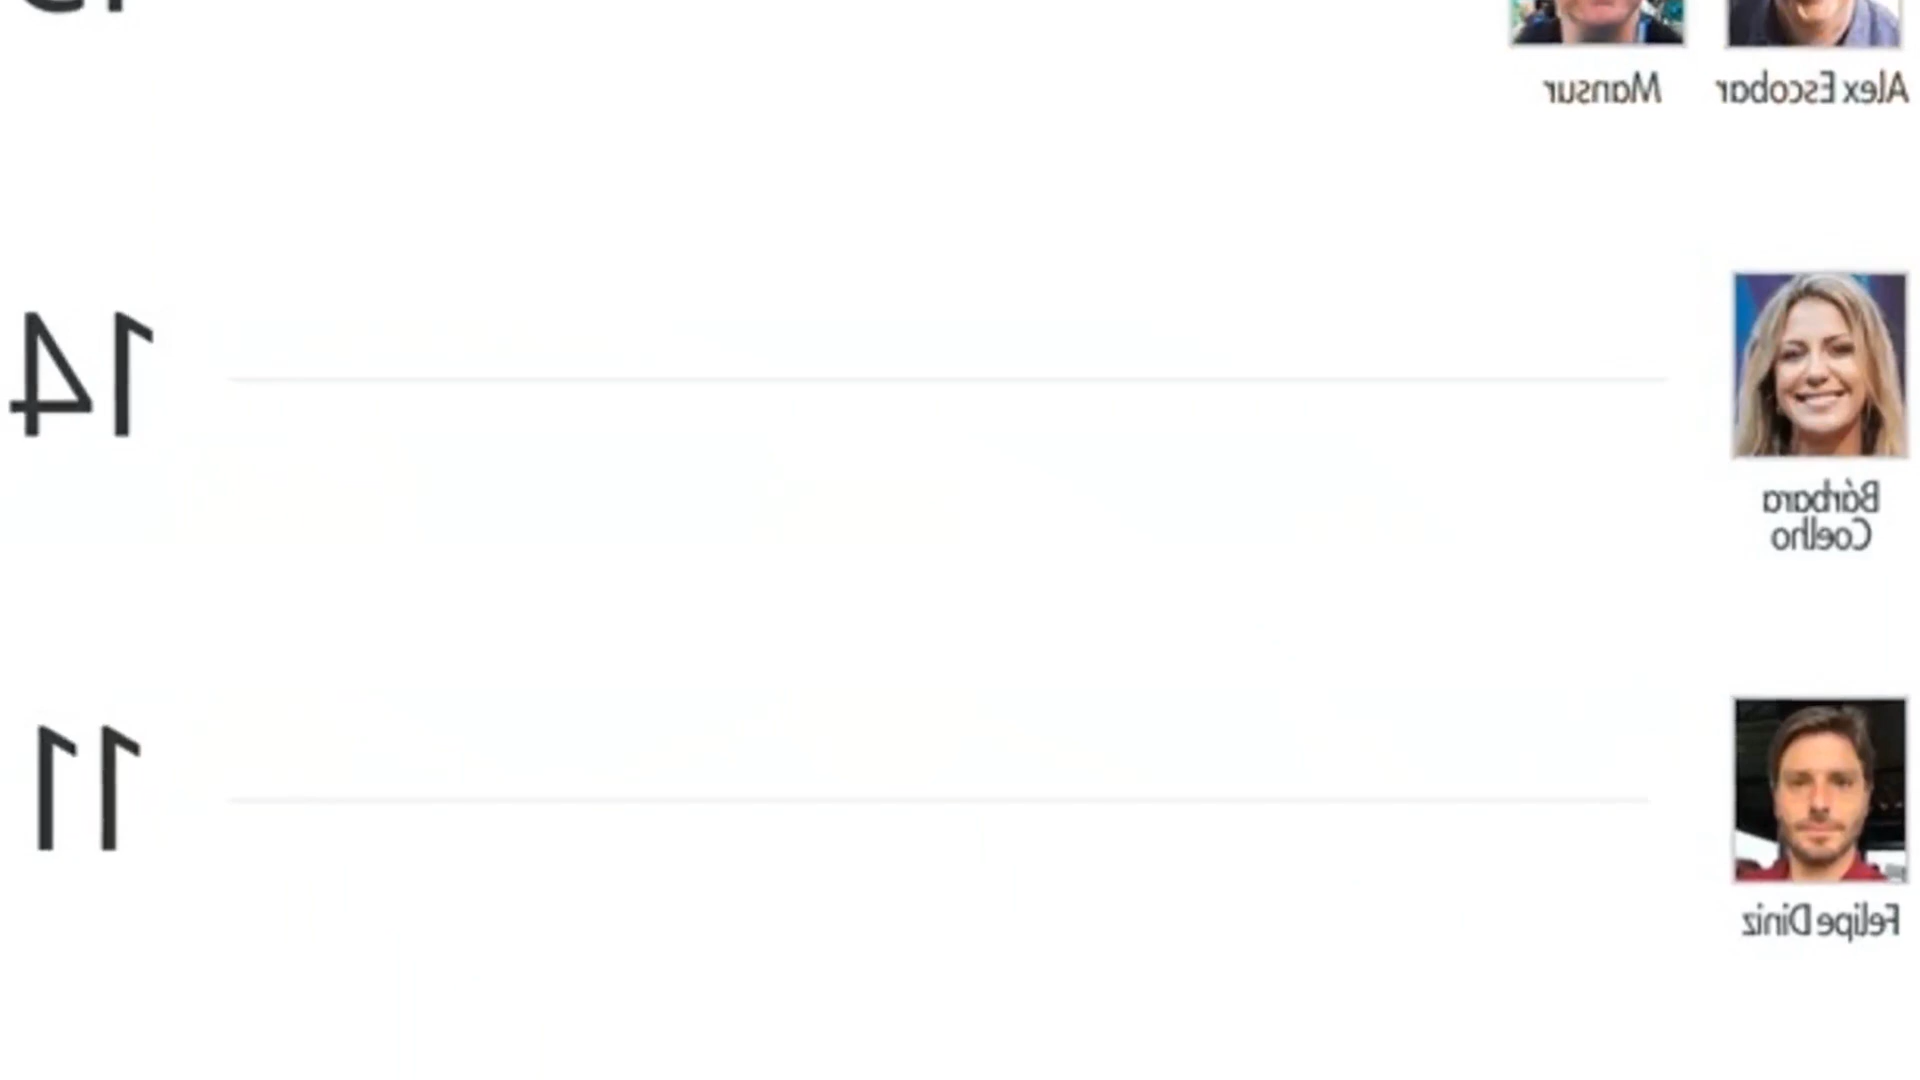 Alex Escobar
Mansur
Bárbara
Coelho
14
Felipe Diniz
11